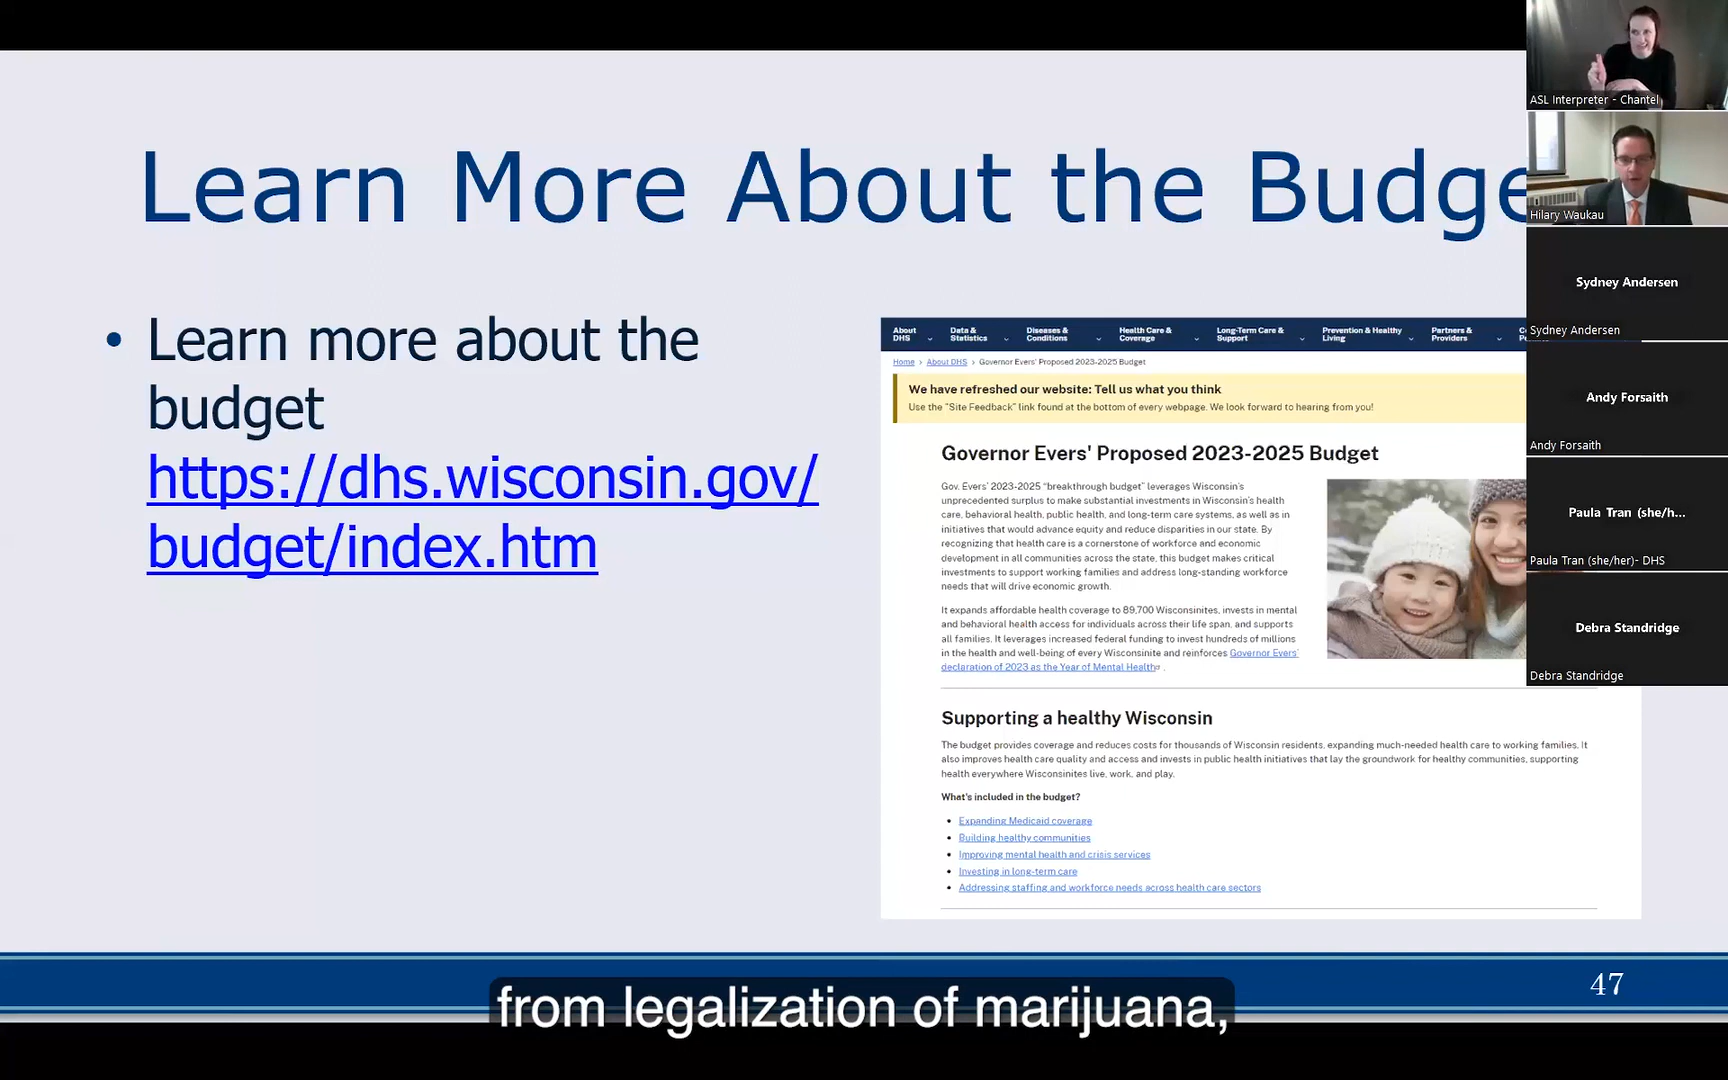 Learn More About the Budge
• Learn more about the
budget
https://dhs.wisconsin.gov/
budget/index.htm
About
DHS
Data &
Statistics
Diseases &
Conditions
Health Care &
Coverage
Long-Term Care &
Support
Prevention & Healthy
Living
Partners &
Providers
Home › About DHS › Governor Evers' Proposed 2023-2025 Budget
We have refreshed our website: Tell us what you think
Use the "Site Feedback" link found at the bottom of every webpage. We look forward to hearing from you!
Governor Evers' Proposed 2023-2025 Budget
Gov. Evers' 2023-2025 "breakthrough budget" leverages Wisconsin's
unprecedented surplus to make substantial investments in Wisconsin's health
care, behavioral health, public health, and long-term care systems, as well as in
initiatives that would advance equity and reduce disparities in our state. By
recognizing that health care is a cornerstone of workforce and economic
development in all communities across the state, this budget makes critical
investments to support working families and address long-standing workforce
needs that will drive economic growth.
It expands affordable health coverage to 89,700 Wisconsinites, invests in mental
and behavioral health access for individuals across their life span, and supports
all families. It leverages increased federal funding to invest hundreds of millions
in the health and well-being of every Wisconsinite and reinforces Governor Evers'
declaration of 2023 as the Year of Mental Health .
Supporting a healthy Wisconsin
The budget provides coverage and reduces costs for thousands of Wisconsin residents, expanding much-needed health care to working families. It
also improves health care quality and access and invests in public health initiatives that lay the groundwork for healthy communities, supporting
health everywhere Wisconsinites live, work, and play.
What's included in the budget?
• Expanding Medicaid coverage
• Building healthy communities
• Improving mental health and crisis services
• Investing in long-term care
• Addressing staffing and workforce needs across health care sectors
ASL Interpreter - Chantel
Hilary Waukau
Sydney Andersen
Sydney Andersen
Andy Forsaith
Andy Forsaith
Paula Tran (she/h...
Paula Tran (she/her)- DHS
Debra Standridge
Debra Standridge
47
from legalization of marijuana,